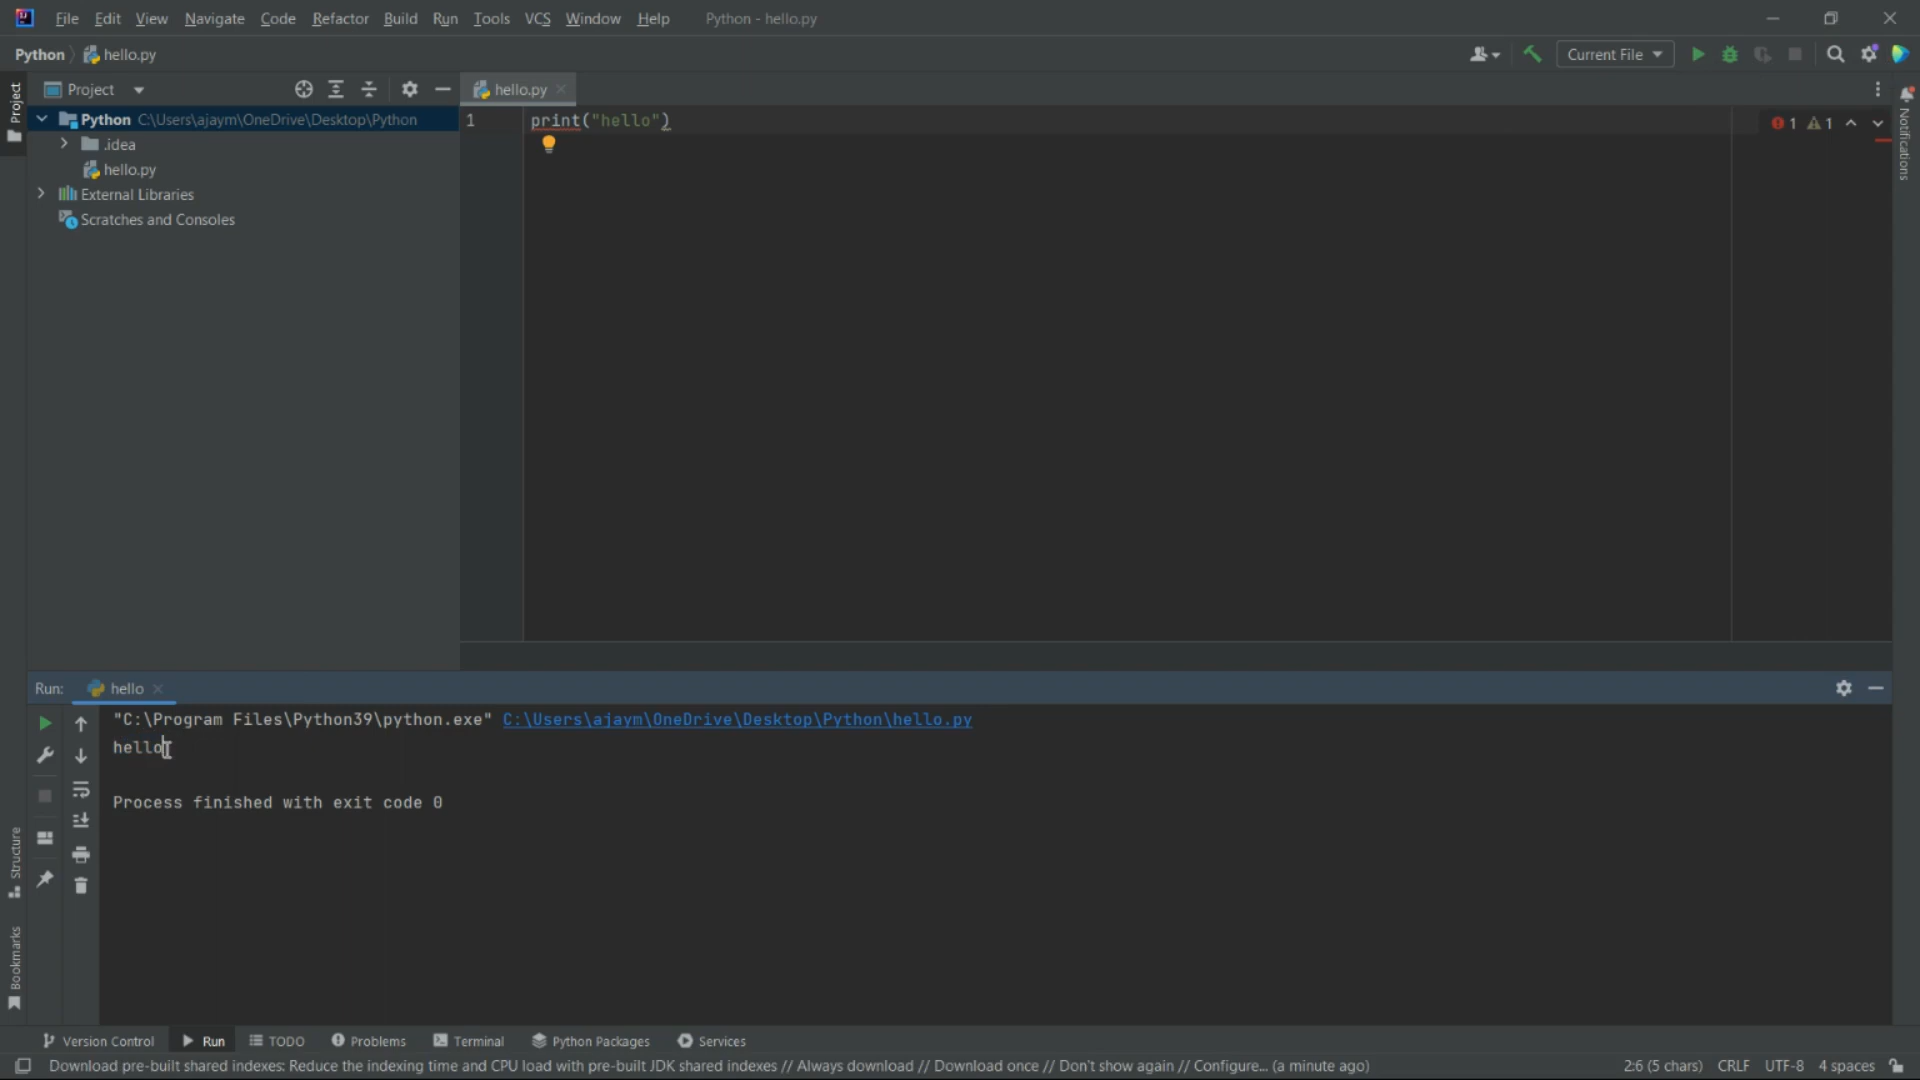 File Edit View Navigate Code Refactor Build Run Tools VCS Window Help Python - hello.py
Python hello.py Current File
Project hello.py
Python C:\Users\ajaym\OneDrive\Desktop\Python
.idea
hello.py
External Libraries
Scratches and Consoles
1 print("hello")
1 1
Project
Notifications
Structure
Bookmarks
Run: hello
"C:\Program Files\Python39\python.exe" C:\Users\ajaym\OneDrive\Desktop\Python\hello.py
hello
Process finished with exit code 0
Version Control Run TODO Problems Terminal Python Packages Services
Download pre-built shared indexes: Reduce the indexing time and CPU load with pre-built JDK shared indexes // Always download // Download once // Don't show again // Configure... (a minute ago) 2:6 (5 chars) CRLF UTF-8 4 spaces